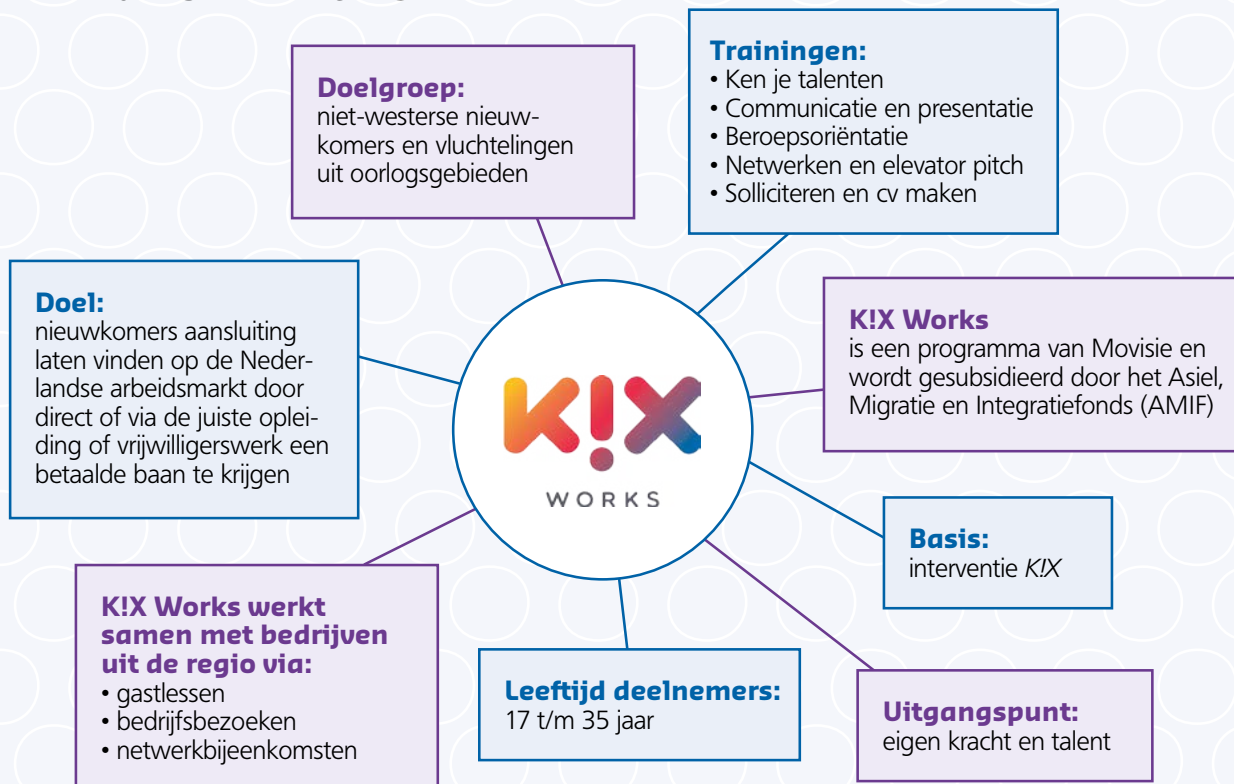 Doelgroep:
niet-westerse nieuw-
komers en vluchtelingen
uit oorlogsgebieden
Trainingen:
• Ken je talenten
• Communicatie en presentatie
• Beroepsoriëntatie
• Netwerken en elevator pitch
• Solliciteren en cv maken
Doel:
nieuwkomers aansluiting
laten vinden op de Neder-
landse arbeidsmarkt door
direct of via de juiste oplei-
ding of vrijwilligerswerk een
betaalde baan te krijgen
K!X
WORKS
K!X Works
is een programma van Movisie en
wordt gesubsidieerd door het Asiel,
Migratie en Integratiefonds (AMIF)
Basis:
interventie K!X
K!X Works werkt
samen met bedrijven
uit de regio via:
• gastlessen
• bedrijfsbezoeken
• netwerkbijeenkomsten
Leeftijd deelnemers:
17 t/m 35 jaar
Uitgangspunt:
eigen kracht en talent